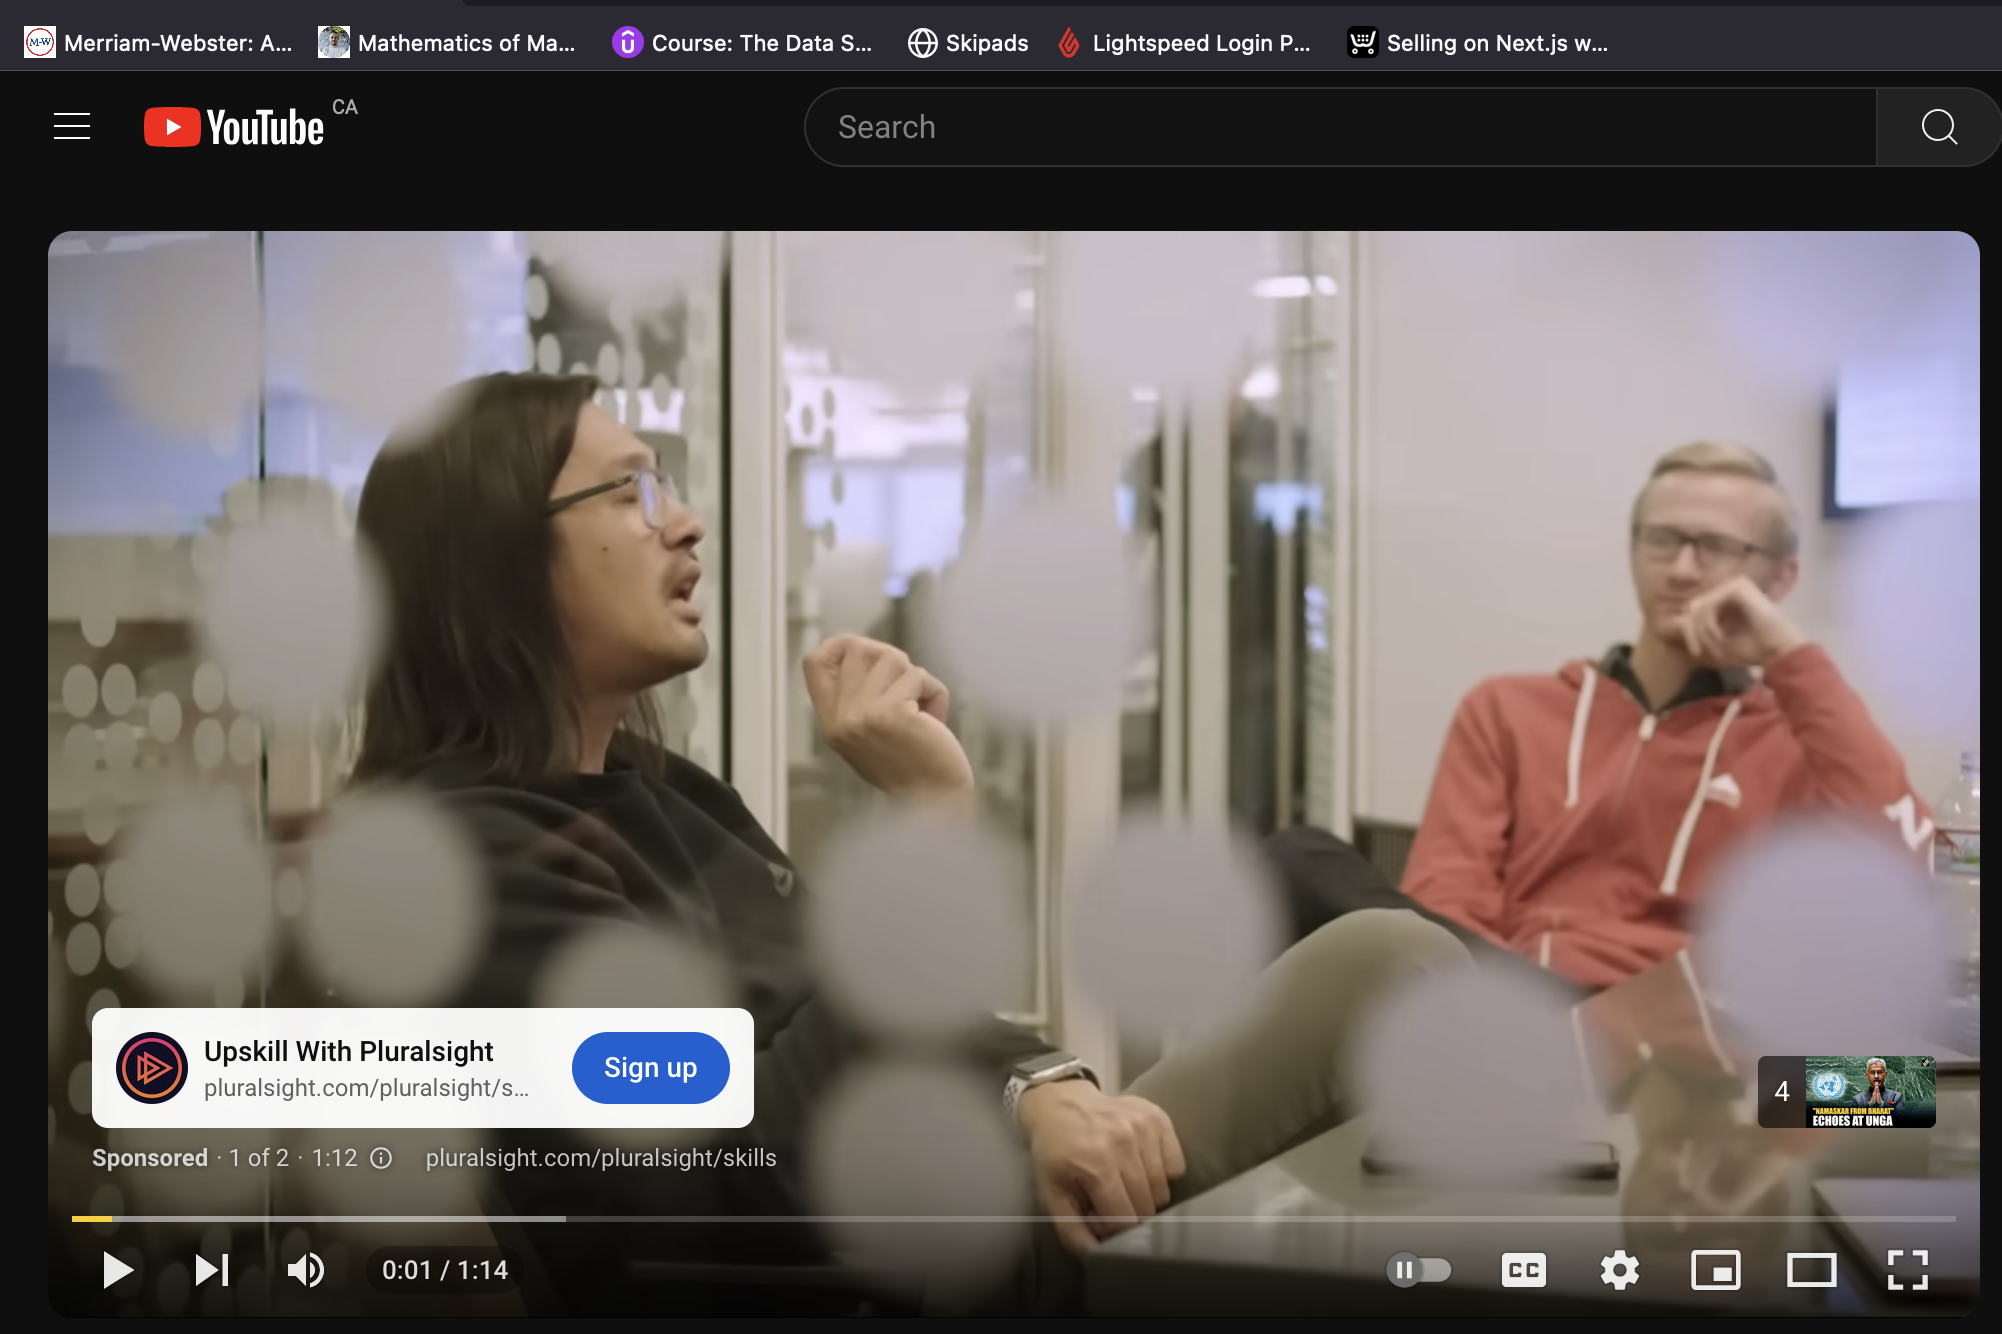 Merriam-Webster: A...
Mathematics of Ma...
Course: The Data S...
Skipads
Lightspeed Login P...
Selling on Next.js w...
YouTube CA
Search
Upskill With Pluralsight
pluralsight.com/pluralsight/s...
Sign up
4
"NAMASKAR FROM BHARAT"
ECHOES AT UNGA
Sponsored · 1 of 2 · 1:12
pluralsight.com/pluralsight/skills
0:01 / 1:14
CC